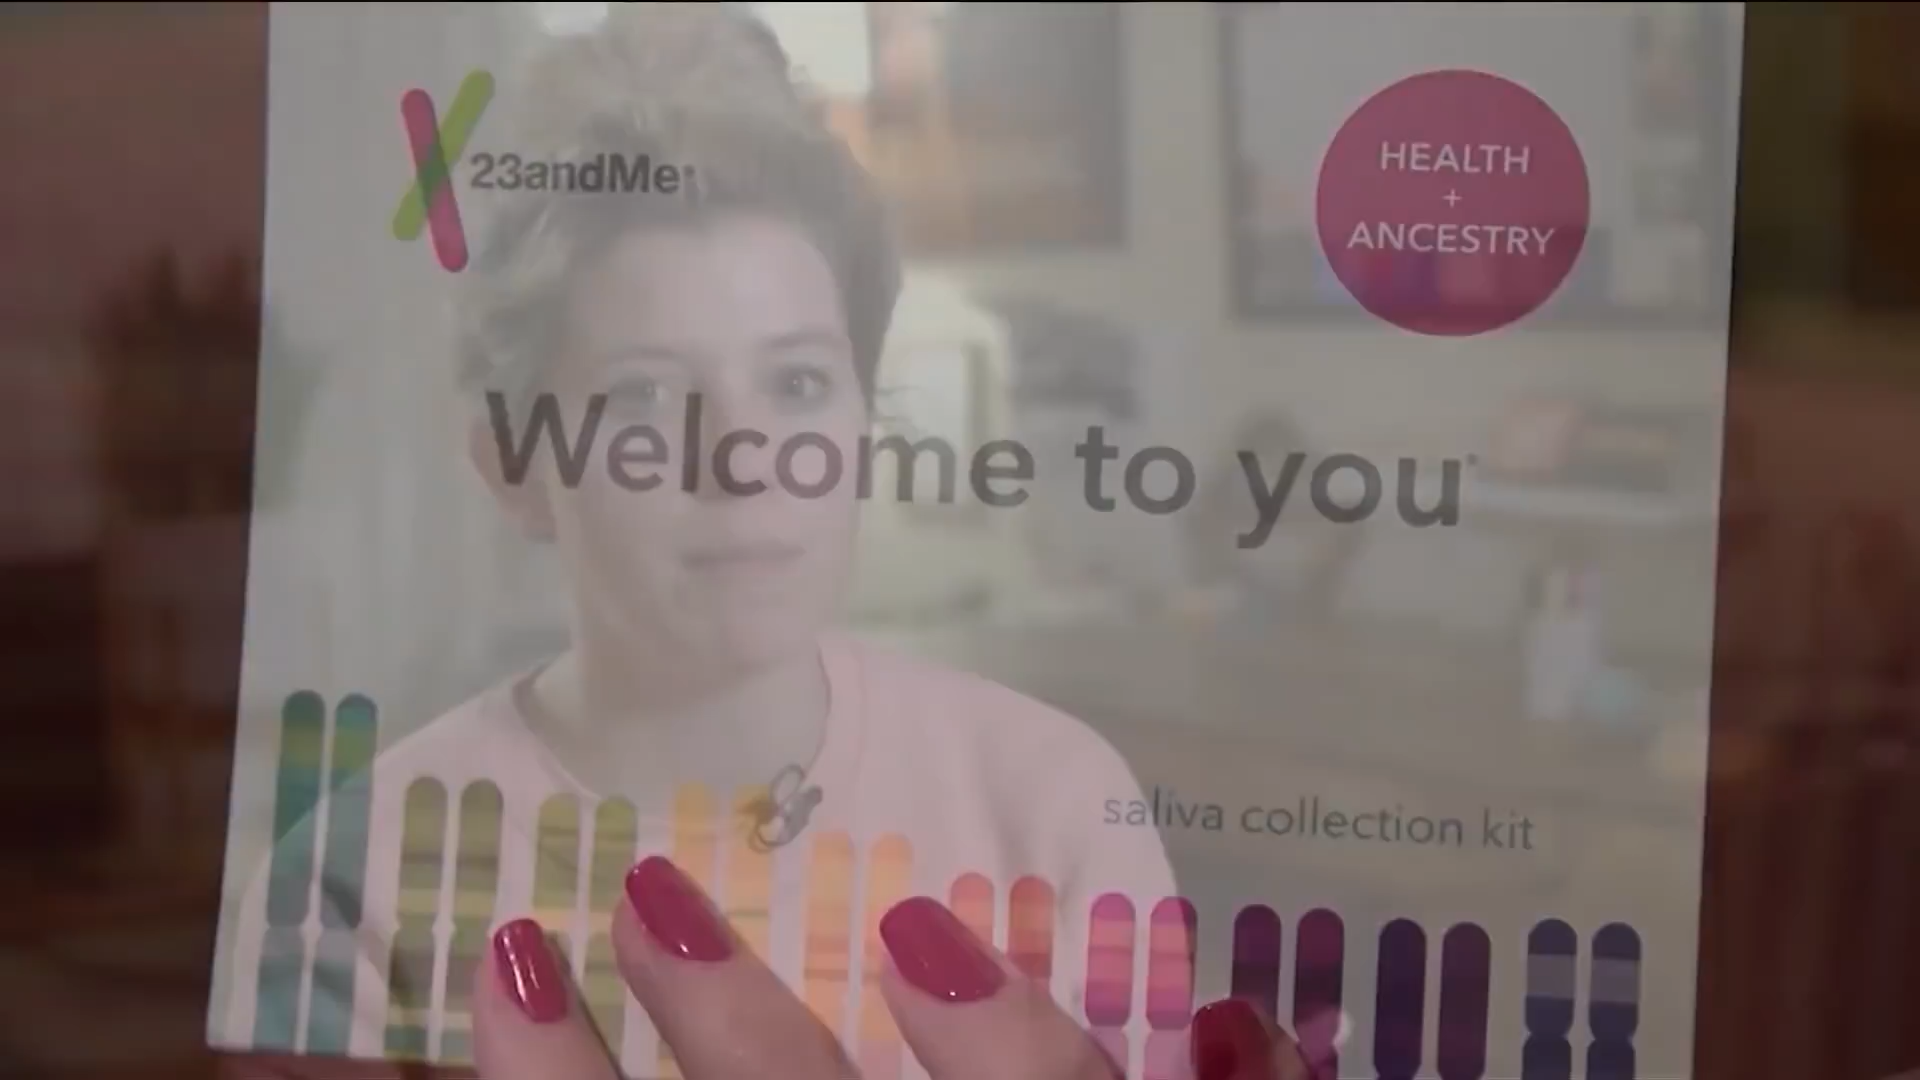 23andMe
HEALTH
+
ANCESTRY
Welcome to you
saliva collection kit